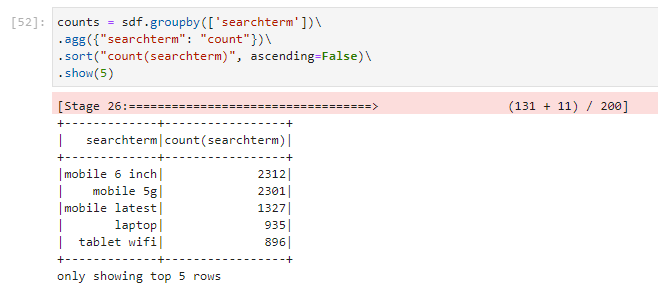 [52]: counts = sdf.groupby(['searchterm'])\
.agg({"searchterm": "count"})\
.sort("count(searchterm)", ascending=False)\
.show(5)
[Stage 26:==================================> (131 + 11) / 200]
+-------------+-----------------+
|   searchterm|count(searchterm)|
+-------------+-----------------+
|mobile 6 inch|             2312|
|    mobile 5g|             2301|
|mobile latest|             1327|
|       laptop|              935|
|  tablet wifi|              896|
+-------------+-----------------+
only showing top 5 rows